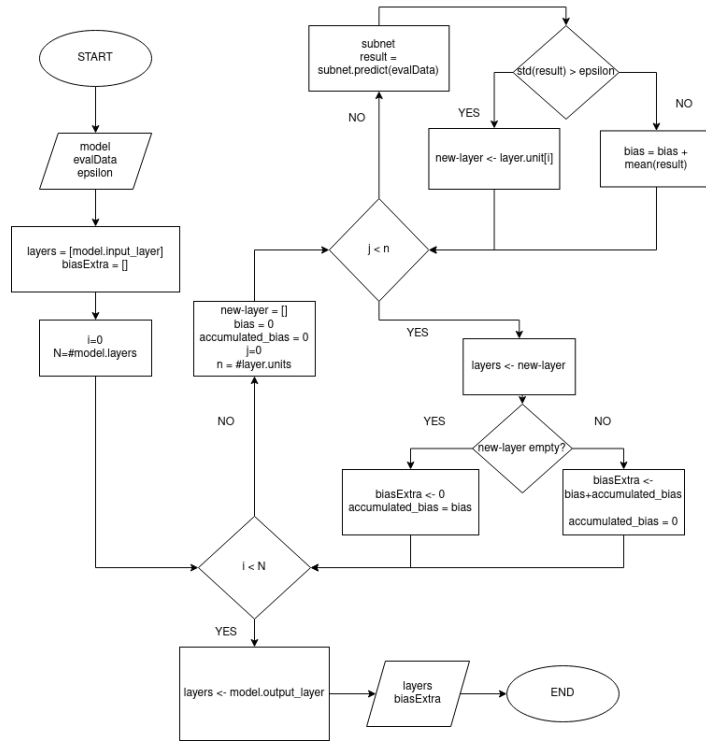 START
model
evalData
epsilon
layers = [model.input_layer]
biasExtra = []
i=0
N=#model.layers
subnet
result =
subnet.predict(evalData)
std(result) > epsilon
YES
NO
new-layer <- layer.unit[i]
bias = bias +
mean(result)
NO
j < n
YES
new-layer = []
bias = 0
accumulated_bias = 0
j=0
n = #layer.units
NO
layers <- new-layer
new-layer empty?
YES
NO
biasExtra <- 0
accumulated_bias = bias
biasExtra <-
bias+accumulated_bias
accumulated_bias = 0
i < N
YES
layers <- model.output_layer
layers
biasExtra
END